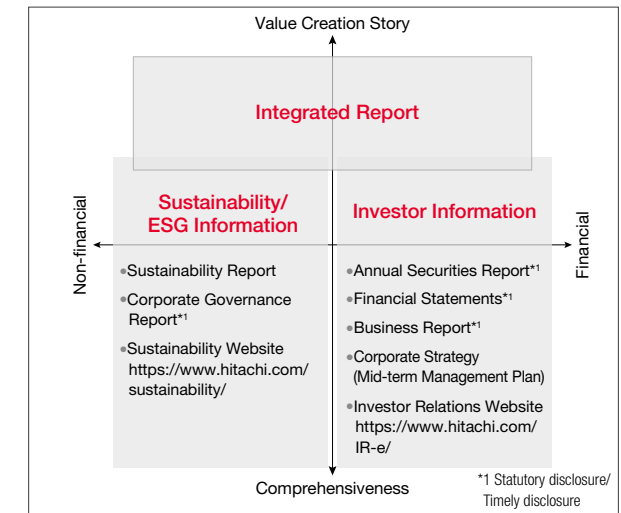 Value Creation Story
Integrated Report
Non-financial
Sustainability/
ESG Information
•Sustainability Report
•Corporate Governance
Report*1
•Sustainability Website
https://www.hitachi.com/
sustainability/
Investor Information
•Annual Securities Report*1
•Financial Statements*1
•Business Report*1
•Corporate Strategy
(Mid-term Management Plan)
•Investor Relations Website
https://www.hitachi.com/
IR-e/
Financial
Comprehensiveness
*1 Statutory disclosure/
Timely disclosure